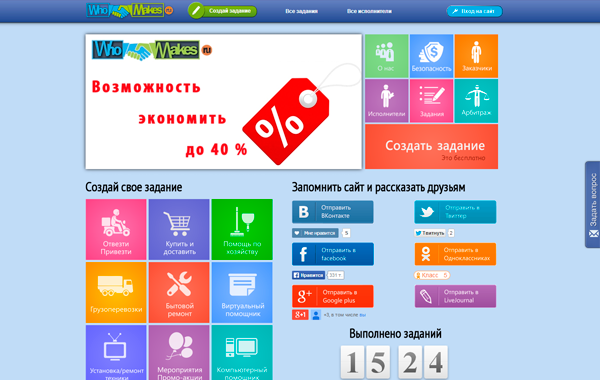 Who Makes ru
Создай задание
Все задания
Все исполнители
Вход на сайт
Who Makes ru
Возможность
экономить
до 40 %
%
О нас
Безопасность
Заказчики
Исполнители
Задания
Арбитраж
Создать задание
Это бесплатно
Задать вопрос
Создай свое задание
Отвезти
Привезти
Купить и
доставить
Помощь по
хозяйству
Грузоперевозки
Бытовой
ремонт
Виртуальный
помощник
Установка/ремонт
техники
Мероприятия
Промо-акции
Компьютерный
помощник
Запомнить сайт и рассказать друзьям
В
Отправить
ВКонтакте
Мне нравится
5
Отправить в
Твиттер
Твитнуть
2
f
Отправить в
facebook
Нравится
331 т.
Отправить в
Одноклассниках
Класс
5
g+
Отправить в
Google plus
g+1
+3, в том числе вы
Отправить в
LiveJournal
Выполнено заданий
1 5 2 4